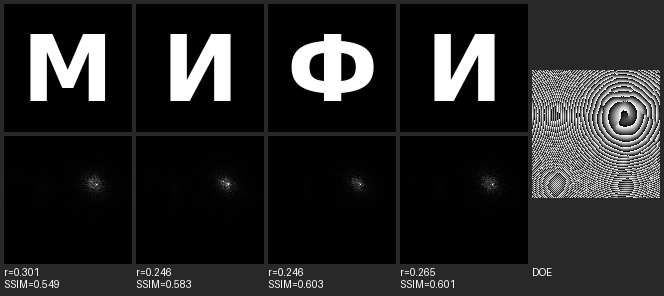 М И Ф И
r=0.301 r=0.246 r=0.246 r=0.265 DOE
SSIM=0.549 SSIM=0.583 SSIM=0.603 SSIM=0.601